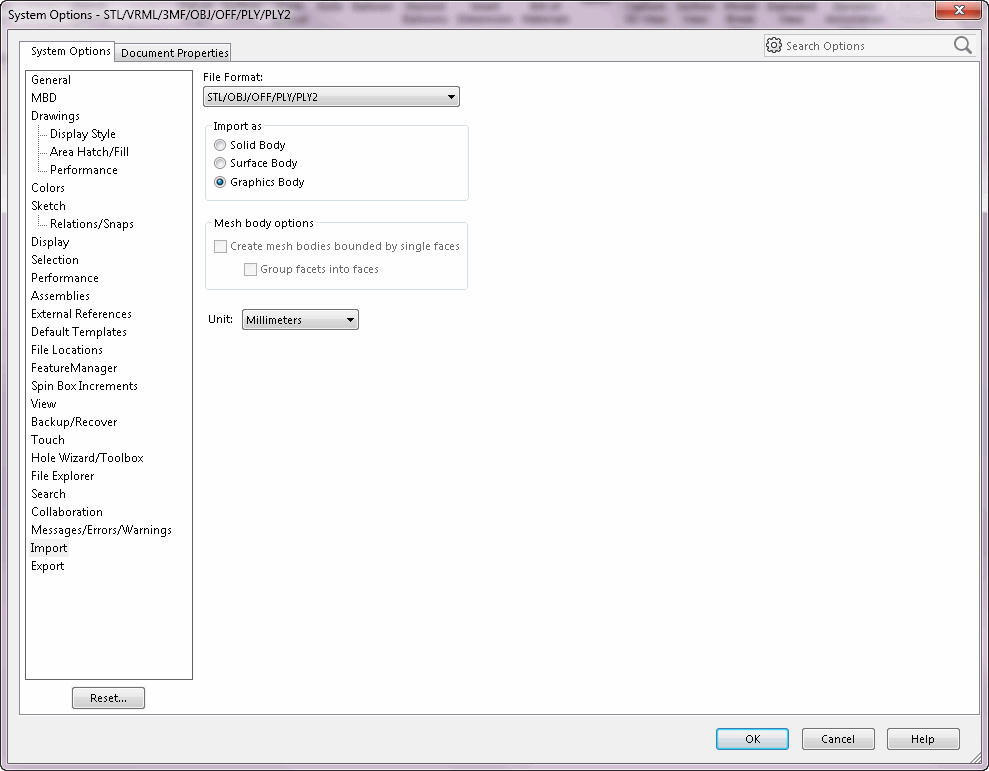 System Options - STL/VRML/3MF/OBJ/OFF/PLY/PLY2
System Options
Document Properties
Search Options
General
MBD
Drawings
Display Style
Area Hatch/Fill
Performance
Colors
Sketch
Relations/Snaps
Display
Selection
Performance
Assemblies
External References
Default Templates
File Locations
FeatureManager
Spin Box Increments
View
Backup/Recover
Touch
Hole Wizard/Toolbox
File Explorer
Search
Collaboration
Messages/Errors/Warnings
Import
Export
Reset...
File Format:
STL/OBJ/OFF/PLY/PLY2
Import as
Solid Body
Surface Body
Graphics Body
Mesh body options
Create mesh bodies bounded by single faces
Group facets into faces
Unit: Millimeters
OK
Cancel
Help